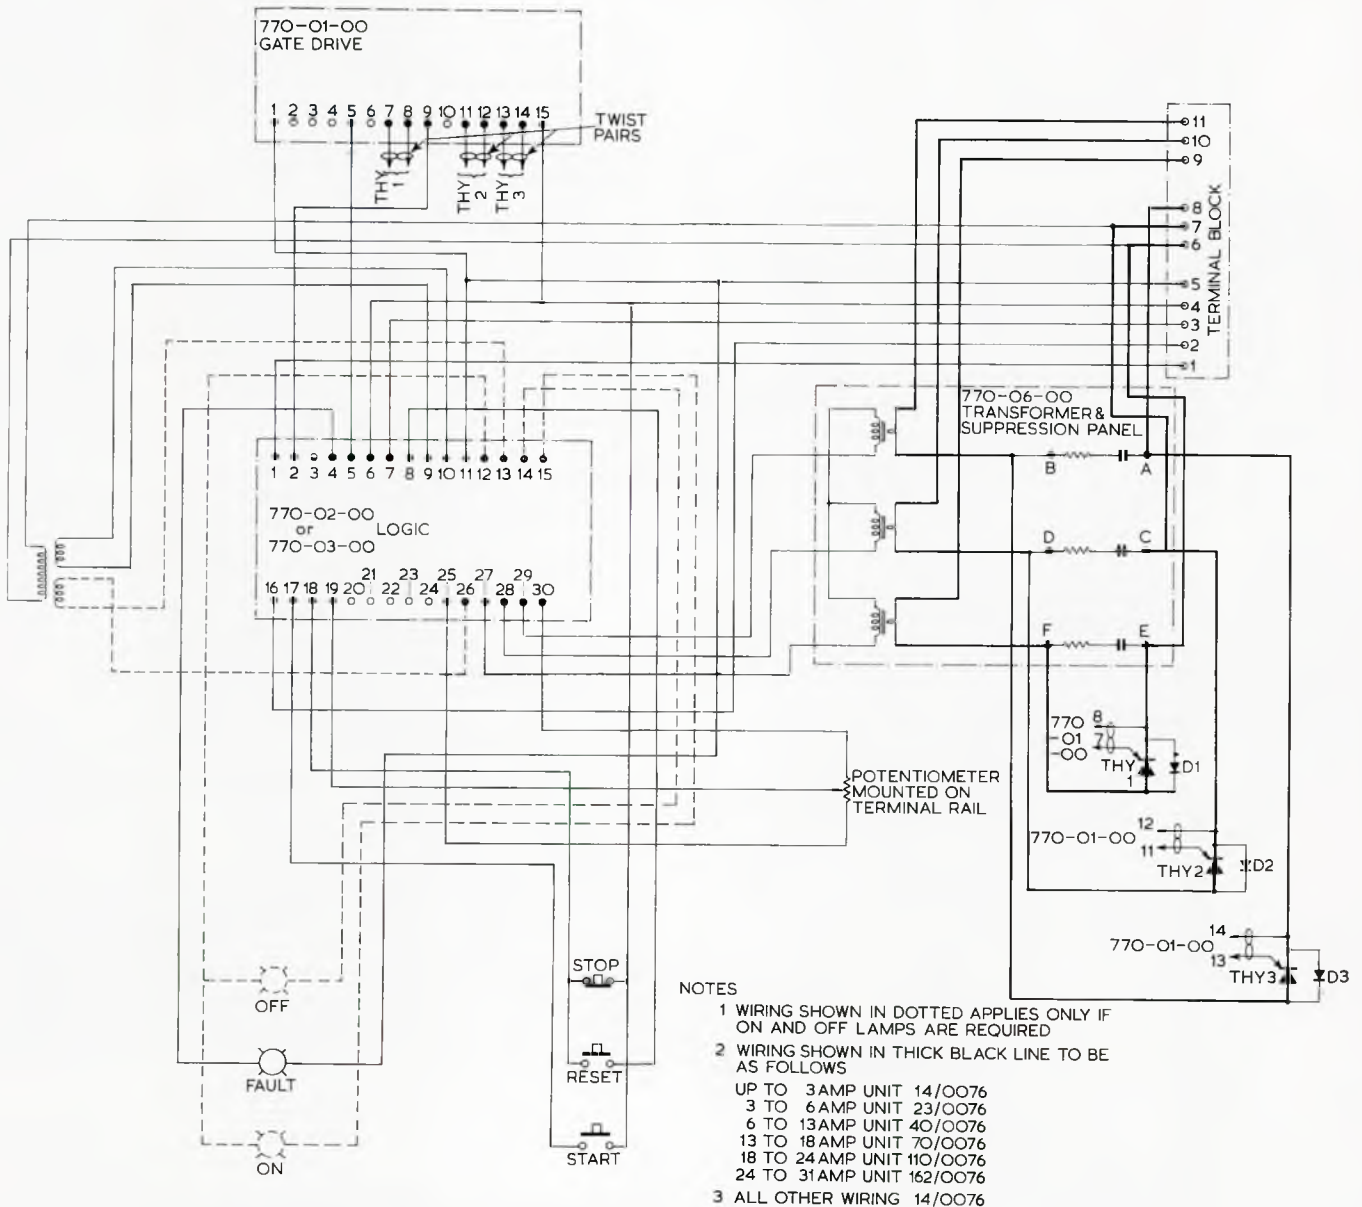 770-01-00
GATE DRIVE
1 2 3 4 5 6 7 8 9 10 11 12 13 14 15
TWIST
PAIRS
THY
1
THY
2
THY
3
11
10
9
8
7
6
5
4
3
2
1
TERMINAL BLOCK
770-06-00
TRANSFORMER &
SUPPRESSION PANEL
B A
D C
F E
1 2 3 4 5 6 7 8 9 10 11 12 13 14 15
770-02-00
or LOGIC
770-03-00
16 17 18 19 20 21 22 23 24 25 26 27 28 29 30
770
-01
-00
8
7
THY
1
D1
POTENTIOMETER
MOUNTED ON
TERMINAL RAIL
770-01-00
12
11
THY2
D2
770-01-00
14
13
THY3
D3
OFF
FAULT
ON
STOP
RESET
START
NOTES
1 WIRING SHOWN IN DOTTED APPLIES ONLY IF
ON AND OFF LAMPS ARE REQUIRED
2 WIRING SHOWN IN THICK BLACK LINE TO BE
AS FOLLOWS
UP TO 3 AMP UNIT 14/0076
3 TO 6 AMP UNIT 23/0076
6 TO 13 AMP UNIT 40/0076
13 TO 18 AMP UNIT 70/0076
18 TO 24 AMP UNIT 110/0076
24 TO 31 AMP UNIT 162/0076
3 ALL OTHER WIRING 14/0076